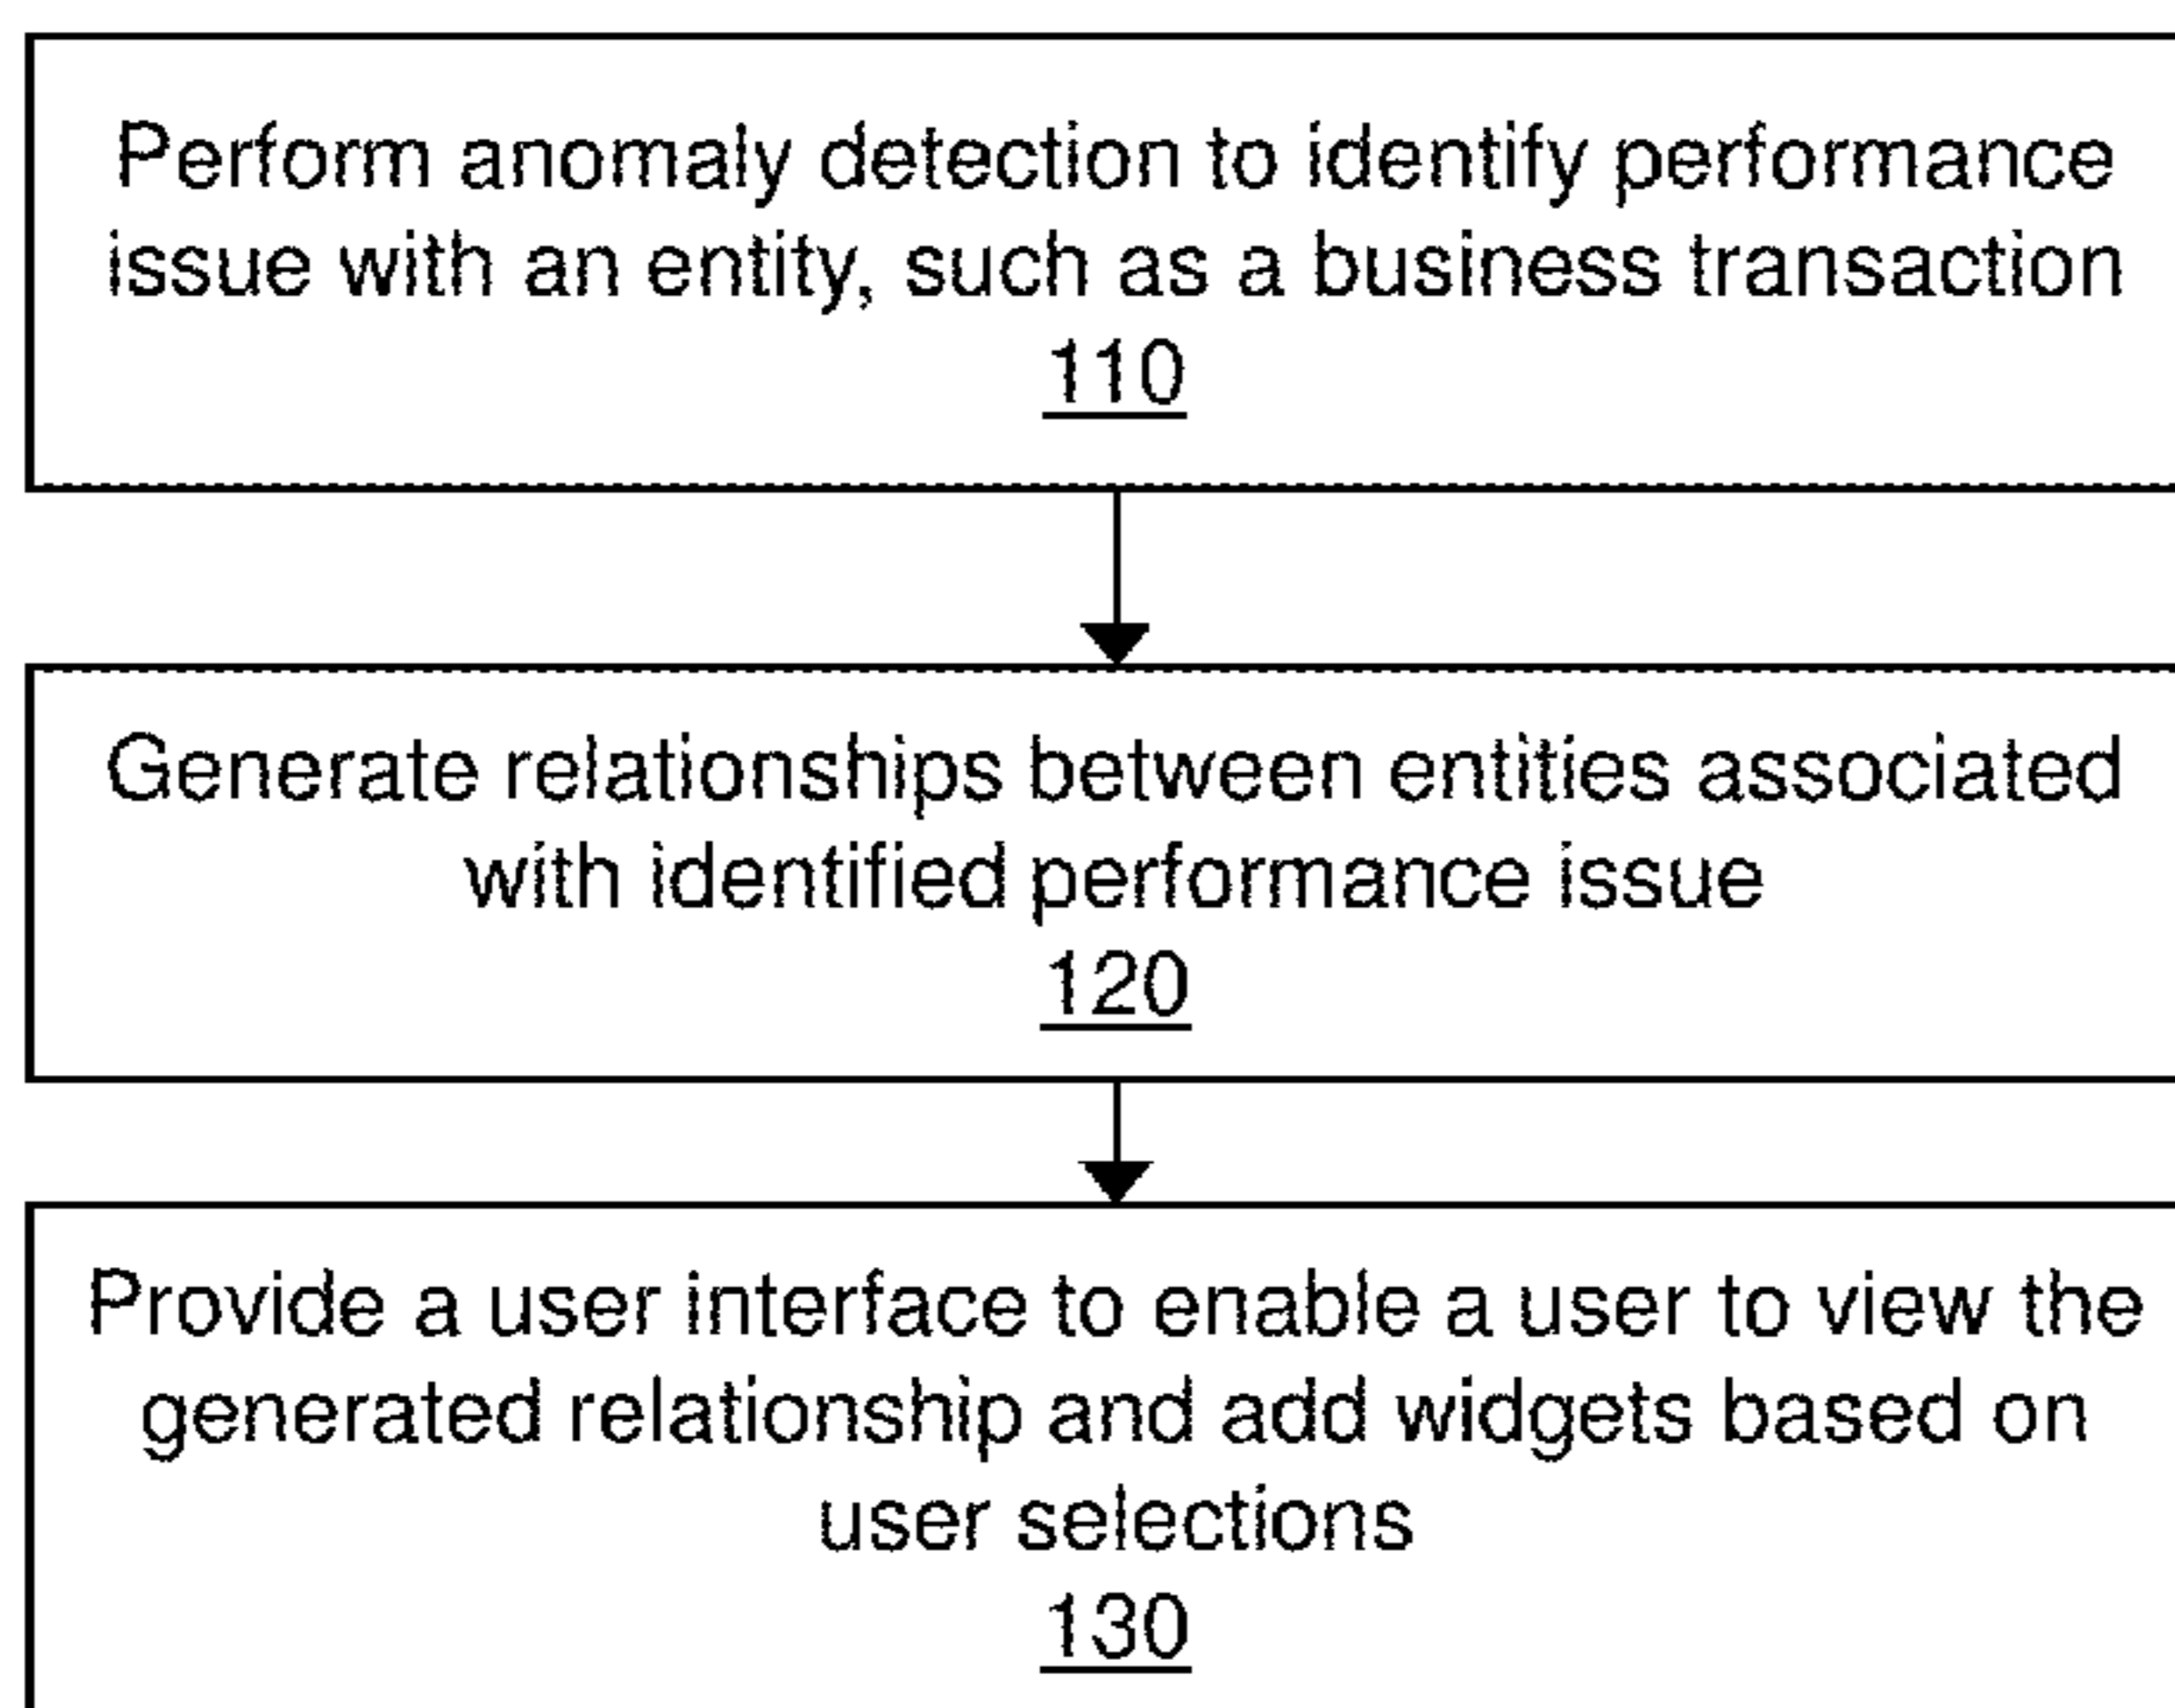 Perform anomaly detection to identify performance
issue with an entity, such as a business transaction
110
Generate relationships between entities associated
with identified performance issue
120
Provide a user interface to enable a user to view the
generated relationship and add widgets based on
user selections
130